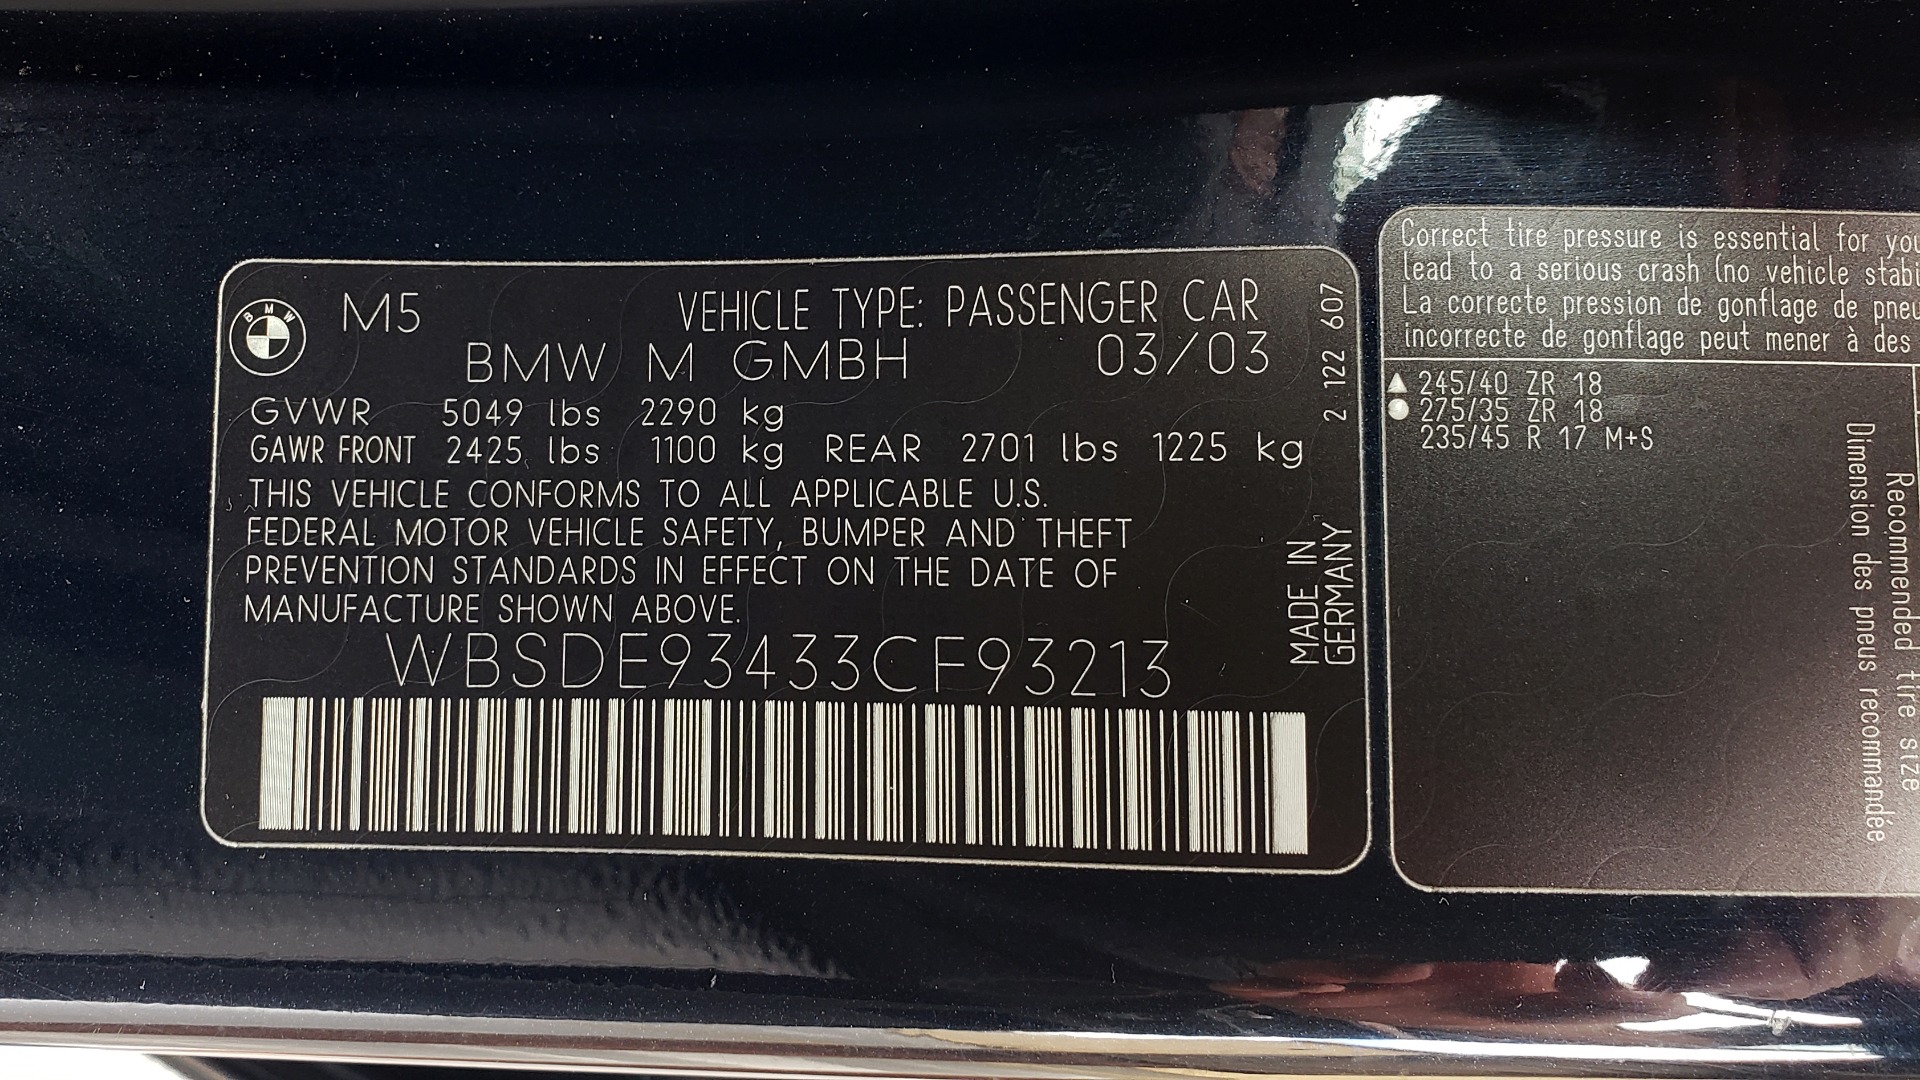 BMW
M5 VEHICLE TYPE: PASSENGER CAR
BMW M GMBH 03/03
GVWR 5049 lbs 2290 kg
GAWR FRONT 2425 lbs 1100 kg REAR 2701 lbs 1225 kg
THIS VEHICLE CONFORMS TO ALL APPLICABLE U.S.
FEDERAL MOTOR VEHICLE SAFETY, BUMPER AND THEFT
PREVENTION STANDARDS IN EFFECT ON THE DATE OF
MANUFACTURE SHOWN ABOVE.
WBSDE93433CF93213
2 122 607
MADE IN
GERMANY
Correct tire pressure is essential for you
lead to a serious crash (no vehicle stabi
La correcte pression de gonflage de pneu
incorrecte de gonflage peut mener à des
245/40 ZR 18
275/35 ZR 18
235/45 R 17 M+S
Recommended tire size
Dimension des pneus recommandée